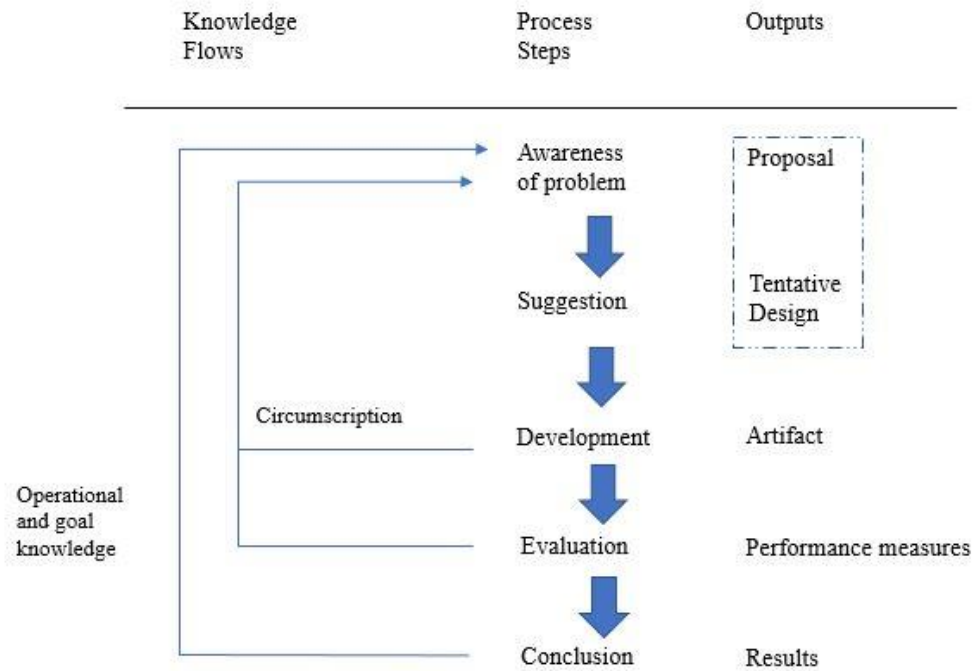 Knowledge
Flows
Process
Steps
Outputs
Awareness
of problem
Proposal
Suggestion
Tentative
Design
Circumscription
Development
Artifact
Operational
and goal
knowledge
Evaluation
Performance measures
Conclusion
Results